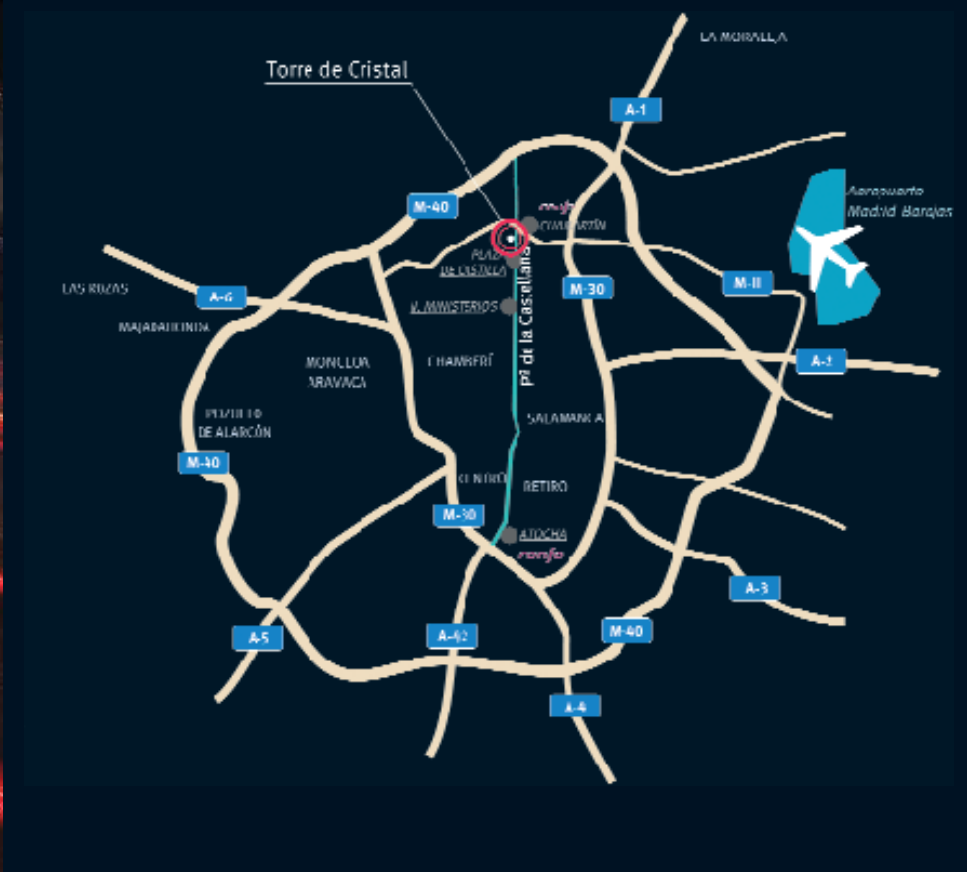 LA MORALEJA
Torre de Cristal
A-1
Aeropuerto
Madrid Barajas
M-40
renfe
CHAMARTÍN
PLAZA
DE CASTILLA
Pº de la Castellana
M-30
M-11
LAS ROZAS
A-6
N. MINISTERIOS
MAJADAHONDA
MONCLOA
ARAVACA
CHAMBERÍ
A-2
POZUELO
DE ALARCÓN
SALAMANCA
M-40
CENTRO
RETIRO
M-30
ATOCHA
renfe
A-3
A-5
A-42
M-40
A-4